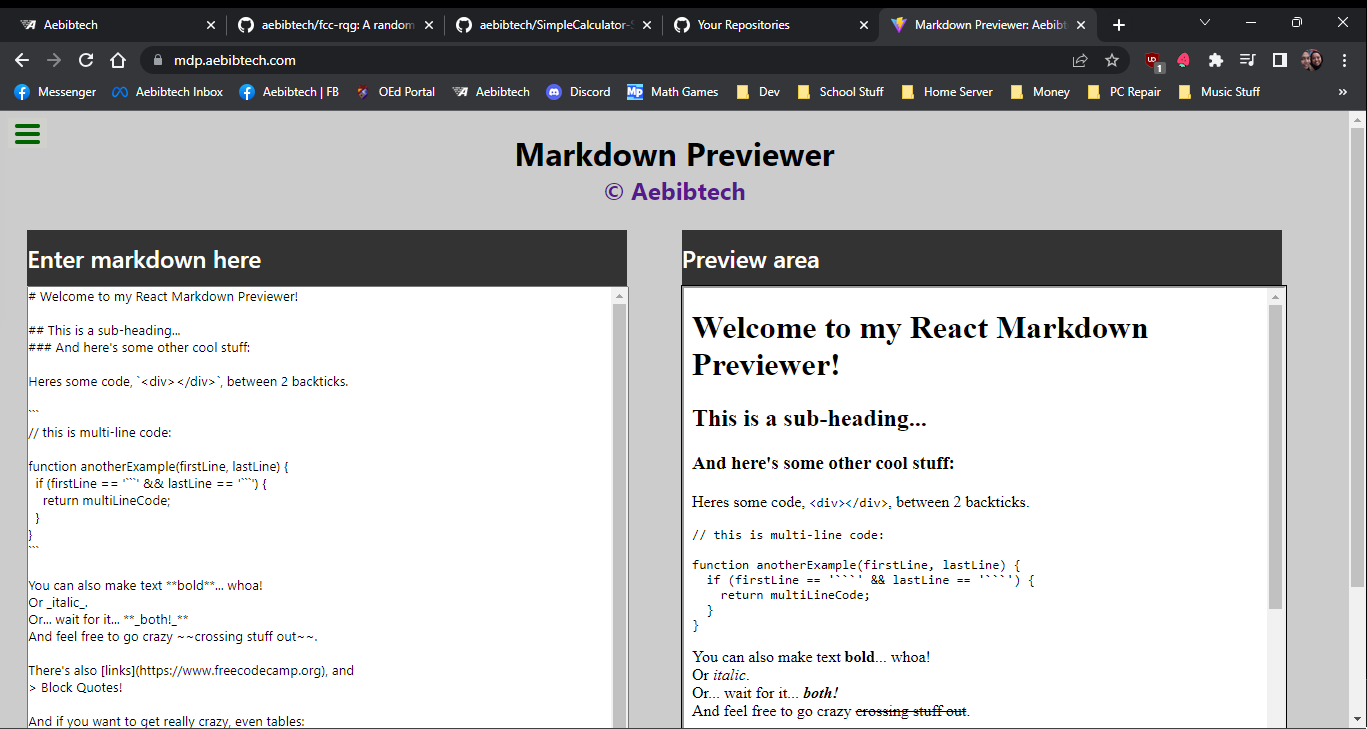 Aebibtech
aebibtech/fcc-rqg: A random
aebibtech/SimpleCalculator-S
Your Repositories
Markdown Previewer: Aebibt
mdp.aebibtech.com
1
Messenger
Aebibtech Inbox
Aebibtech | FB
OEd Portal
Aebibtech
Discord
Mp Math Games
Dev
School Stuff
Home Server
Money
PC Repair
Music Stuff
»
Markdown Previewer
© Aebibtech
Enter markdown here
# Welcome to my React Markdown Previewer!
## This is a sub-heading...
### And here's some other cool stuff:
Heres some code, `<div></div>`, between 2 backticks.
```
// this is multi-line code:
function anotherExample(firstLine, lastLine) {
  if (firstLine == '```' && lastLine == '```') {
    return multiLineCode;
  }
}
```
You can also make text **bold**... whoa!
Or _italic_.
Or... wait for it... **_both!_**
And feel free to go crazy ~~crossing stuff out~~.
There's also [links](https://www.freecodecamp.org), and
> Block Quotes!
And if you want to get really crazy, even tables:
Preview area
Welcome to my React Markdown
Previewer!
This is a sub-heading...
And here's some other cool stuff:
Heres some code, <div></div>, between 2 backticks.
// this is multi-line code:
function anotherExample(firstLine, lastLine) {
  if (firstLine == '```' && lastLine == '```') {
    return multiLineCode;
  }
}
You can also make text bold... whoa!
Or italic.
Or... wait for it... both!
And feel free to go crazy crossing stuff out.